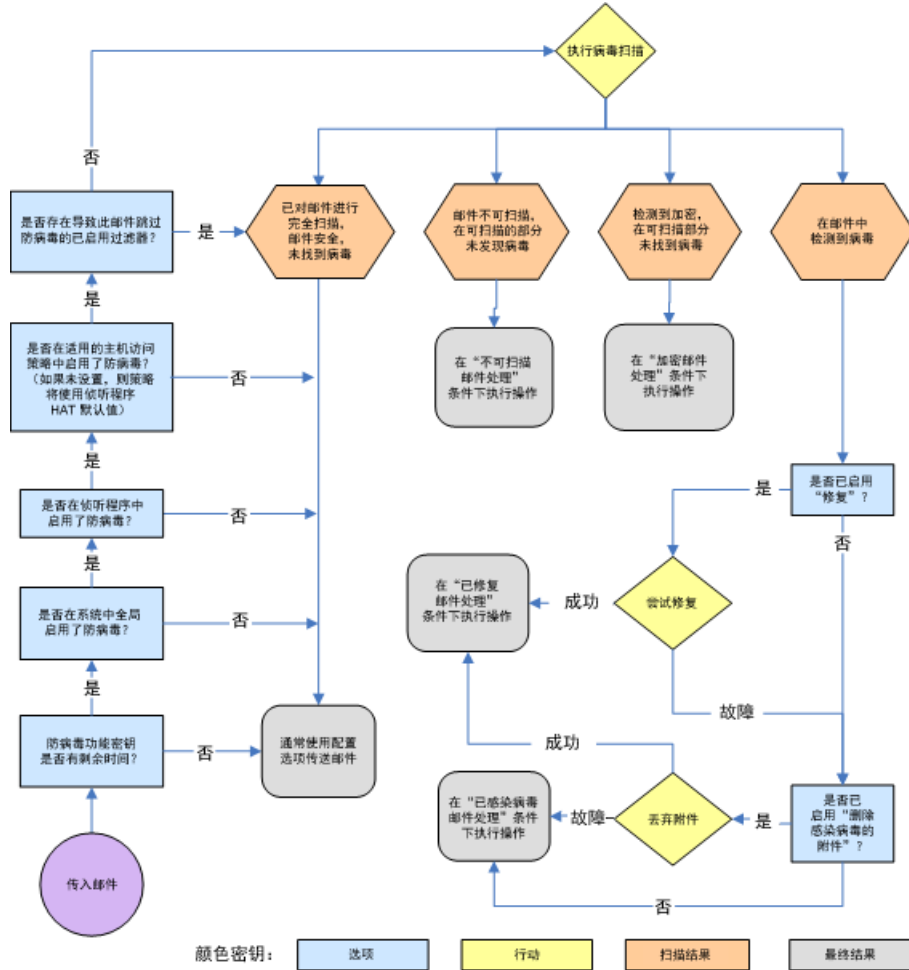 执行病毒扫描
否
是否存在导致此邮件跳过
防病毒的已启用过滤器？
是
已对邮件进行
完全扫描，
邮件安全，
未找到病毒
邮件不可扫描，
在可扫描的部分
未发现病毒
检测到加密，
在可扫描部分
未找到病毒
在邮件中
检测到病毒
是
是否在适用的主机访问
策略中启用了防病毒？
（如果未设置，则策略
将使用侦听程序
HAT 默认值）
否
在“不可扫描
邮件处理”
条件下执行操作
在“加密邮件
处理”条件下
执行操作
是
是否在侦听程序中
启用了防病毒？
否
是
是否已启用
“修复”？
否
是
是否在系统中全局
启用了防病毒？
否
在“已修复
邮件处理”
条件下执行操作
成功
尝试修复
是
故障
防病毒功能密钥
是否有剩余时间？
否
通常使用配置
选项传送邮件
成功
在“已感染病毒
邮件处理”条件
下执行操作
故障
丢弃附件
是
是否已
启用“删除
感染病毒的
附件”？
否
传入邮件
颜色密钥：
选项
行动
扫描结果
最终结果